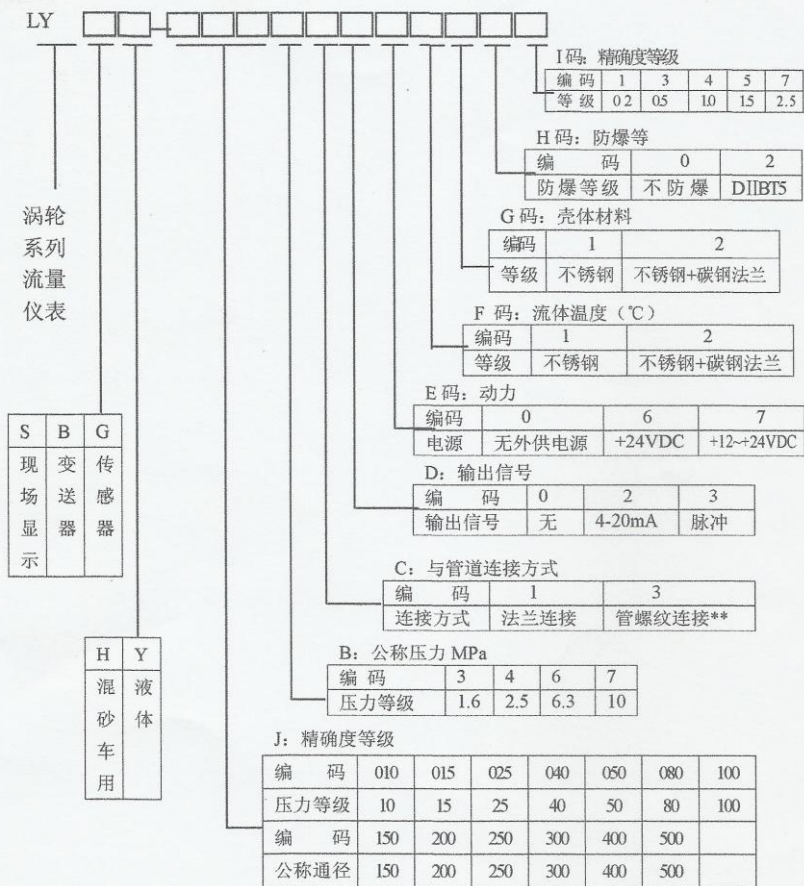 LY
I码：精确度等级
编 码 1 3 4 5 7
等 级 0 2 05 1.0 1.5 2.5
H 码：防爆等
编 码 0 2
防爆等级 不 防 爆 DIIBT5
G 码：壳体材料
编码 1 2
等级 不锈钢 不锈钢+碳钢法兰
F 码：流体温度（℃）
编码 1 2
等级 不锈钢 不锈钢+碳钢法兰
E 码：动力
编码 0 6 7
电源 无外供电源 +24VDC +12~+24VDC
D：输出信号
编 码 0 2 3
输出信号 无 4-20mA 脉冲
C：与管道连接方式
编 码 1 3
连接方式 法兰连接 管螺纹连接**
B：公称压力 MPa
编 码 3 4 6 7
压力等级 1.6 2.5 6.3 10
J：精确度等级
编 码 010 015 025 040 050 080 100
压力等级 10 15 25 40 50 80 100
编 码 150 200 250 300 400 500
公称通径 150 200 250 300 400 500
涡轮
系列
流量
仪表
S B G
现 变 传
场 送 感
显 器 器
示
H Y
混 液
砂 体
车
用